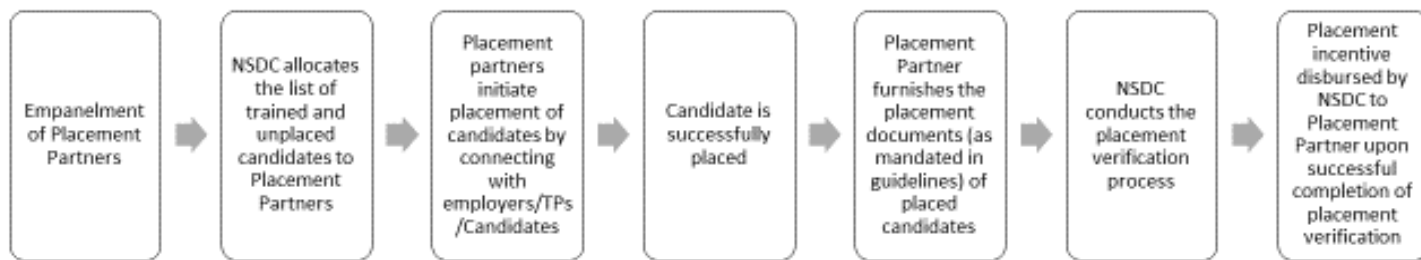 Empanelment
of Placement
Partners
NSDC allocates
the list of
trained and
unplaced
candidates to
Placement
Partners
Placement
partners
initiate
placement of
candidates by
connecting
with
employers/TPs
/Candidates
Candidate is
successfully
placed
Placement
Partner
furnishes the
placement
documents (as
mandated in
guidelines) of
placed
candidates
NSDC
conducts the
placement
verification
process
Placement
incentive
disbursed by
NSDC to
Placement
Partner upon
successful
completion of
placement
verification